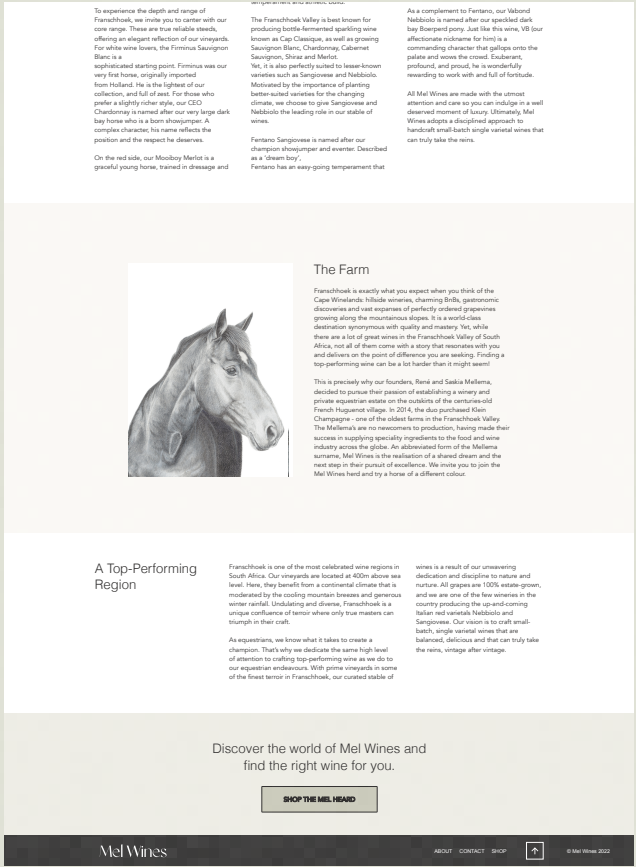 To experience the depth and range of
Franschhoek, we invite you to canter with our
core range. These are true reliable steeds,
offering an elegant reflection of our vineyards.
For white wine lovers, the Firminus Sauvignon
Blanc is a
sophisticated starting point. Firminus was our
very first horse, originally imported
from Holland. He is the lightest of our
collection, and full of zest. For those who
prefer a slightly richer style, our CEO
Chardonnay is named after our very large dark
bay horse who is a born showjumper. A
complex character, his name reflects the
position and the respect he deserves.
On the red side, our Mooiboy Merlot is a
graceful young horse, trained in dressage and
temperament and athletic build.
The Franschhoek Valley is best known for
producing bottle-fermented sparkling wine
known as Cap Classique, as well as growing
Sauvignon Blanc, Chardonnay, Cabernet
Sauvignon, Shiraz and Merlot.
Yet, it is also perfectly suited to lesser-known
varieties such as Sangiovese and Nebbiolo.
Motivated by the importance of planting
better-suited varieties for the changing
climate, we choose to give Sangiovese and
Nebbiolo the leading role in our stable of
wines.
Fentano Sangiovese is named after our
champion showjumper and eventer. Described
as a 'dream boy',
Fentano has an easy-going temperament that
As a complement to Fentano, our Vabond
Nebbiolo is named after our speckled dark
bay Boerperd pony. Just like this wine, VB (our
affectionate nickname for him) is a
commanding character that gallops onto the
palate and wows the crowd. Exuberant,
profound, and proud, he is wonderfully
rewarding to work with and full of fortitude.
All Mel Wines are made with the utmost
attention and care so you can indulge in a well
deserved moment of luxury. Ultimately, Mel
Wines adopts a disciplined approach to
handcraft small-batch single varietal wines that
can truly take the reins.
The Farm
Franschhoek is exactly what you expect when you think of the
Cape Winelands: hillside wineries, charming BnBs, gastronomic
discoveries and vast expanses of perfectly ordered grapevines
growing along the mountainous slopes. It is a world-class
destination synonymous with quality and mastery. Yet, while
there are a lot of great wines in the Franschhoek Valley of South
Africa, not all of them come with a story that resonates with you
and delivers on the point of difference you are seeking. Finding a
top-performing wine can be a lot harder than it might seem!
This is precisely why our founders, René and Saskia Mellema,
decided to pursue their passion of establishing a winery and
private equestrian estate on the outskirts of the centuries-old
French Huguenot village. In 2014, the duo purchased Klein
Champagne - one of the oldest farms in the Franschhoek Valley.
The Mellema's are no newcomers to production, having made their
success in supplying speciality ingredients to the food and wine
industry across the globe. An abbreviated form of the Mellema
surname, Mel Wines is the realisation of a shared dream and the
next step in their pursuit of excellence. We invite you to join the
Mel Wines herd and try a horse of a different colour.
A Top-Performing
Region
Franschhoek is one of the most celebrated wine regions in
South Africa. Our vineyards are located at 400m above sea
level. Here, they benefit from a continental climate that is
moderated by the cooling mountain breezes and generous
winter rainfall. Undulating and diverse, Franschhoek is a
unique confluence of terroir where only true masters can
triumph in their craft.
As equestrians, we know what it takes to create a
champion. That's why we dedicate the same high level
of attention to crafting top-performing wine as we do to
our equestrian endeavours. With prime vineyards in some
of the finest terroir in Franschhoek, our curated stable of
wines is a result of our unwavering
dedication and discipline to nature and
nurture. All grapes are 100% estate-grown,
and we are one of the few wineries in the
country producing the up-and-coming
Italian red varietals Nebbiolo and
Sangiovese. Our vision is to craft small-
batch, single varietal wines that are
balanced, delicious and that can truly take
the reins, vintage after vintage.
Discover the world of Mel Wines and
find the right wine for you.
SHOP THE MEL HEARD
Mel Wines
ABOUT CONTACT SHOP
© Mel Wines 2022